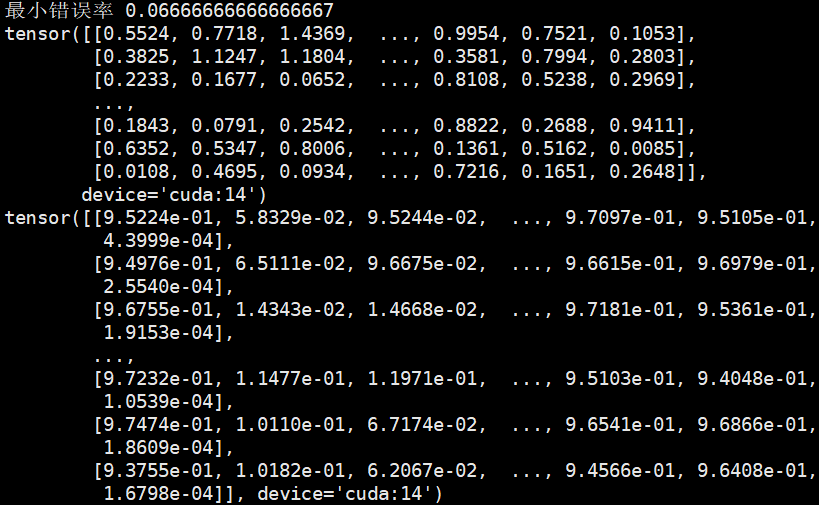 最小错误率 0.06666666666666667
tensor([[0.5524, 0.7718, 1.4369,  ..., 0.9954, 0.7521, 0.1053],
        [0.3825, 1.1247, 1.1804,  ..., 0.3581, 0.7994, 0.2803],
        [0.2233, 0.1677, 0.0652,  ..., 0.8108, 0.5238, 0.2969],
        ...,
        [0.1843, 0.0791, 0.2542,  ..., 0.8822, 0.2688, 0.9411],
        [0.6352, 0.5347, 0.8006,  ..., 0.1361, 0.5162, 0.0085],
        [0.0108, 0.4695, 0.0934,  ..., 0.7216, 0.1651, 0.2648]],
       device='cuda:14')
tensor([[9.5224e-01, 5.8329e-02, 9.5244e-02,  ..., 9.7097e-01, 9.5105e-01,
         4.3999e-04],
        [9.4976e-01, 6.5111e-02, 9.6675e-02,  ..., 9.6615e-01, 9.6979e-01,
         2.5540e-04],
        [9.6755e-01, 1.4343e-02, 1.4668e-02,  ..., 9.7181e-01, 9.5361e-01,
         1.9153e-04],
        ...,
        [9.7232e-01, 1.1477e-01, 1.1971e-01,  ..., 9.5103e-01, 9.4048e-01,
         1.0539e-04],
        [9.7474e-01, 1.0110e-01, 6.7174e-02,  ..., 9.6541e-01, 9.6866e-01,
         1.8609e-04],
        [9.3755e-01, 1.0182e-01, 6.2067e-02,  ..., 9.4566e-01, 9.6408e-01,
         1.6798e-04]], device='cuda:14')